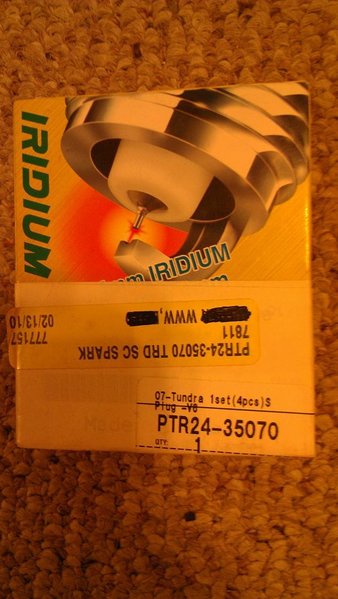 IRIDIUM
IRIDIUM
777157
02/13/10
WWW.
7811
PTR24-35070 TRD SC SPARK
07-Tundra 1set(4pcs)S
Plug -V8
PTR24-35070
QTY:
1